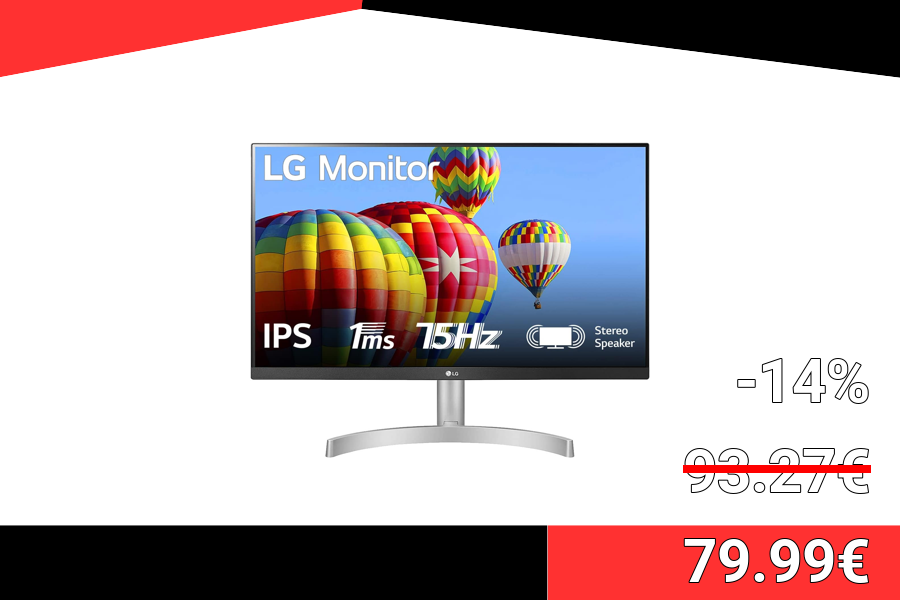 LG Monitor
IPS
1ms
75Hz
Stereo
Speaker
LG
-14%
93.27€
79.99€